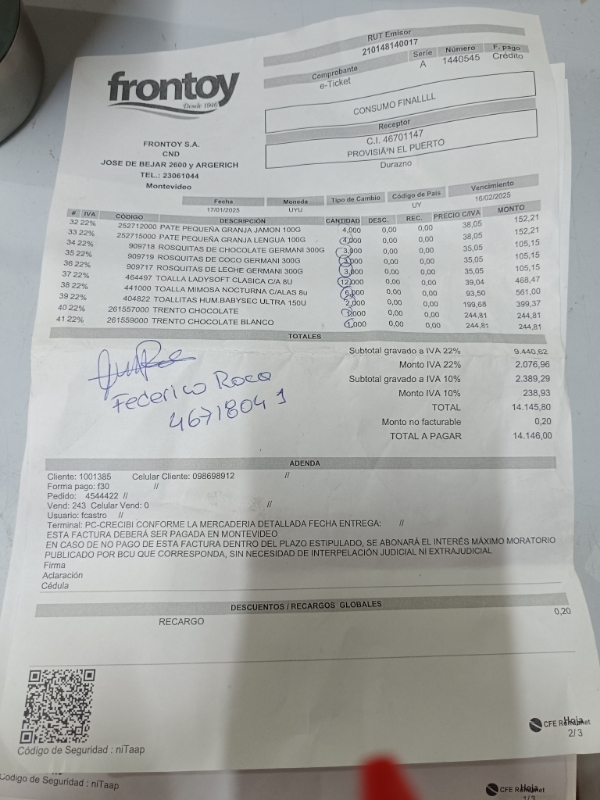 RUT Emisor
210148140017
Comprobante Serie Número F. pago
e-Ticket A 1440545 Crédito
frontoy
Desde 1946
CONSUMO FINALLLL
Receptor
C.I. 46701147
PROVISIÃ³N EL PUERTO
Durazno
FRONTOY S.A.
CND
JOSE DE BEJAR 2600 y ARGERICH
TEL.: 23061044
Montevideo
Fecha Moneda Tipo de Cambio Código de País Vencimiento
17/01/2025 UYU UY 16/02/2025
# IVA CÓDIGO DESCRIPCIÓN CANTIDAD DESC. REC. PRECIO C/IVA MONTO
32 22% 252712000 PATE PEQUEÑA GRANJA JAMON 100G 4,000 0,00 0,00 38,05 152,21
33 22% 252715000 PATE PEQUEÑA GRANJA LENGUA 100G 4,000 0,00 0,00 38,05 152,21
34 22% 909718 ROSQUITAS DE CHOCOLATE GERMANI 300G 3,000 0,00 0,00 35,05 105,15
35 22% 909719 ROSQUITAS DE COCO GERMANI 300G 3,000 0,00 0,00 35,05 105,15
36 22% 909717 ROSQUITAS DE LECHE GERMANI 300G 3,000 0,00 0,00 35,05 105,15
37 22% 464497 TOALLA LADYSOFT CLASICA C/A 8U 12,000 0,00 0,00 39,04 468,47
38 22% 441000 TOALLA MIMOSA NOCTURNA C/ALAS 8u 6,000 0,00 0,00 93,50 561,00
39 22% 404822 TOALLITAS HUM.BABYSEC ULTRA 150U 2,000 0,00 0,00 199,68 399,37
40 22% 261557000 TRENTO CHOCOLATE 1,000 0,00 0,00 244,81 244,81
41 22% 261559000 TRENTO CHOCOLATE BLANCO 1,000 0,00 0,00 244,81 244,81
TOTALES
Subtotal gravado a IVA 22% 9.440,62
Monto IVA 22% 2.076,96
Subtotal gravado a IVA 10% 2.389,29
Monto IVA 10% 238,93
TOTAL 14.145,80
Monto no facturable 0,20
TOTAL A PAGAR 14.146,00
Federico Roca
46718041
ADENDA
Cliente: 1001385 Celular Cliente: 098698912 //
Forma pago: f30 //
Pedido: 4544422 //
Vend: 243 Celular Vend: 0 //
Usuario: fcastro //
Terminal: PC-CRECIBI CONFORME LA MERCADERIA DETALLADA FECHA ENTREGA: //
ESTA FACTURA DEBERÁ SER PAGADA EN MONTEVIDEO
EN CASO DE NO PAGO DE ESTA FACTURA DENTRO DEL PLAZO ESTIPULADO, SE ABONARÁ EL INTERÉS MÁXIMO MORATORIO
PUBLICADO POR BCU QUE CORRESPONDA, SIN NECESIDAD DE INTERPELACIÓN JUDICIAL NI EXTRAJUDICIAL
Firma
Aclaración
Cédula
DESCUENTOS / RECARGOS GLOBALES
RECARGO 0,20
Código de Seguridad : niTaap
CFE Hoja
2/3
Código de Seguridad : niTaap
CFE Hoja
1/3